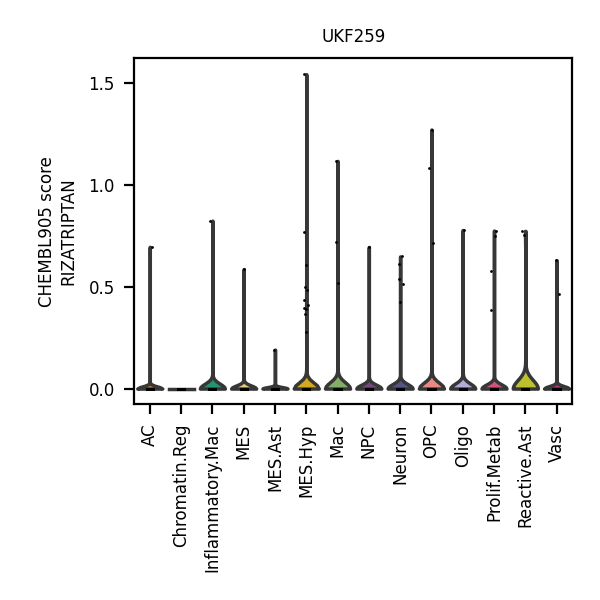 UKF259
CHEMBL905 score
RIZATRIPTAN
1.5
1.0
0.5
0.0
AC
Chromatin.Reg
Inflammatory.Mac
MES
MES.Ast
MES.Hyp
Mac
NPC
Neuron
OPC
Oligo
Prolif.Metab
Reactive.Ast
Vasc